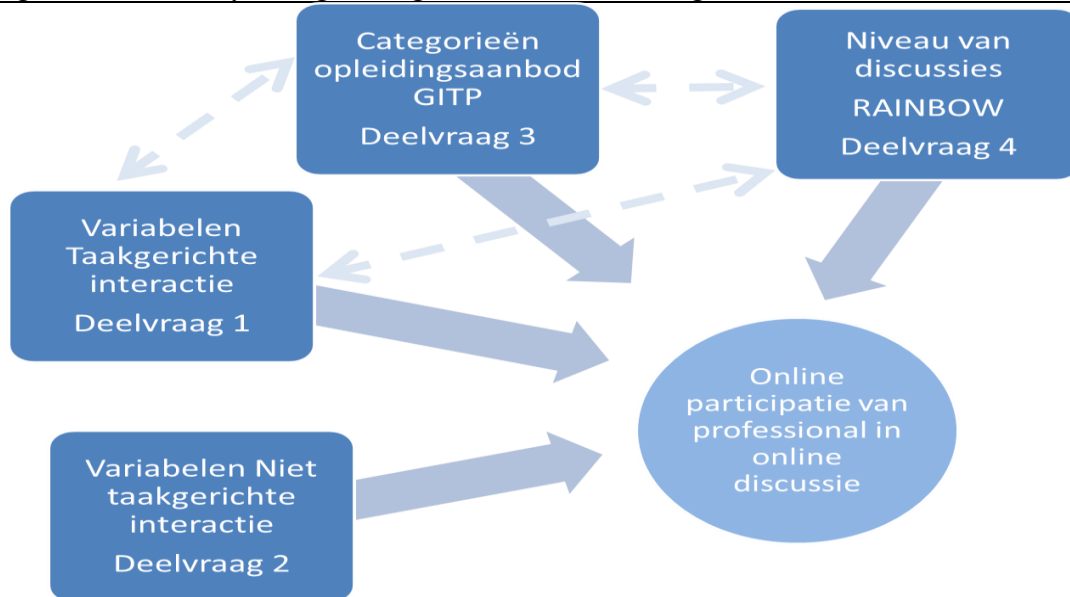 Categorieën
opleidingsaanbod
GITP
Deelvraag 3
Niveau van
discussies
RAINBOW
Deelvraag 4
Variabelen
Taakgerichte
interactie
Deelvraag 1
Online
participatie van
professional in
online
discussie
Variabelen Niet
taakgerichte
interactie
Deelvraag 2